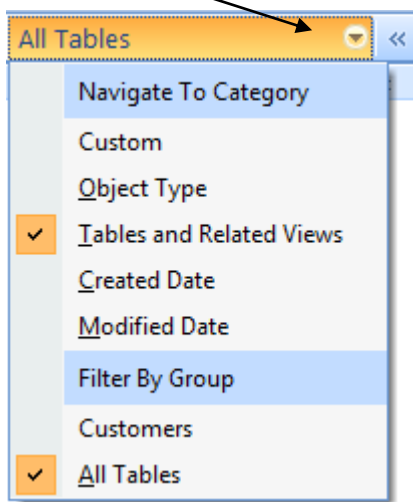 All Tables «
Navigate To Category
Custom
Object Type
Tables and Related Views
Created Date
Modified Date
Filter By Group
Customers
All Tables